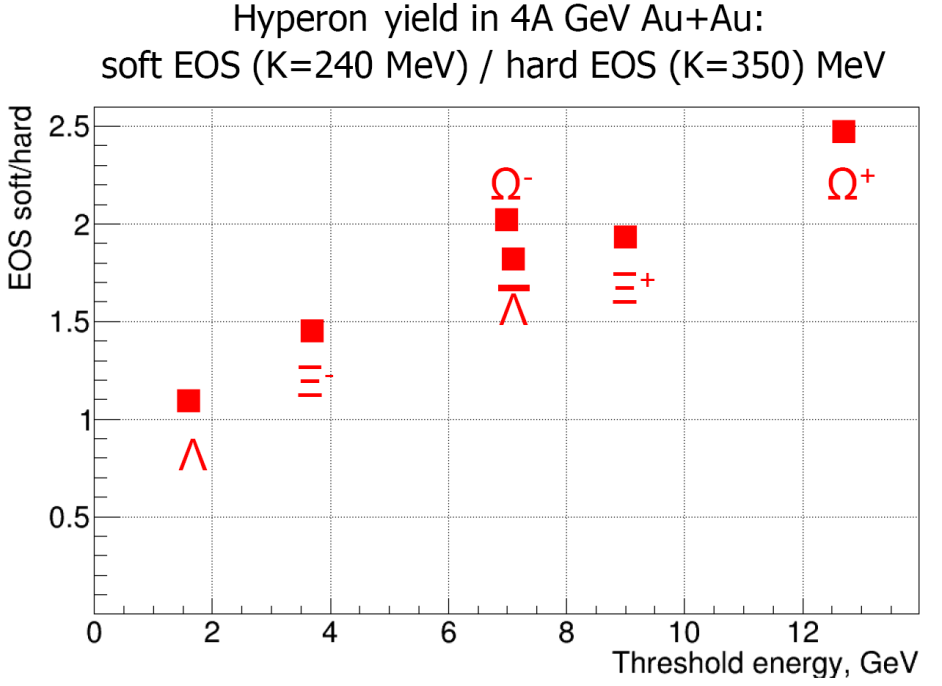 Hyperon yield in 4A GeV Au+Au:
soft EOS (K=240 MeV) / hard EOS (K=350) MeV
EOS soft/hard
2.5
2
1.5
1
0.5
Ω⁺
Ω⁻
Λ̅
Ξ⁺
Ξ⁻
Λ
0 2 4 6 8 10 12
Threshold energy, GeV